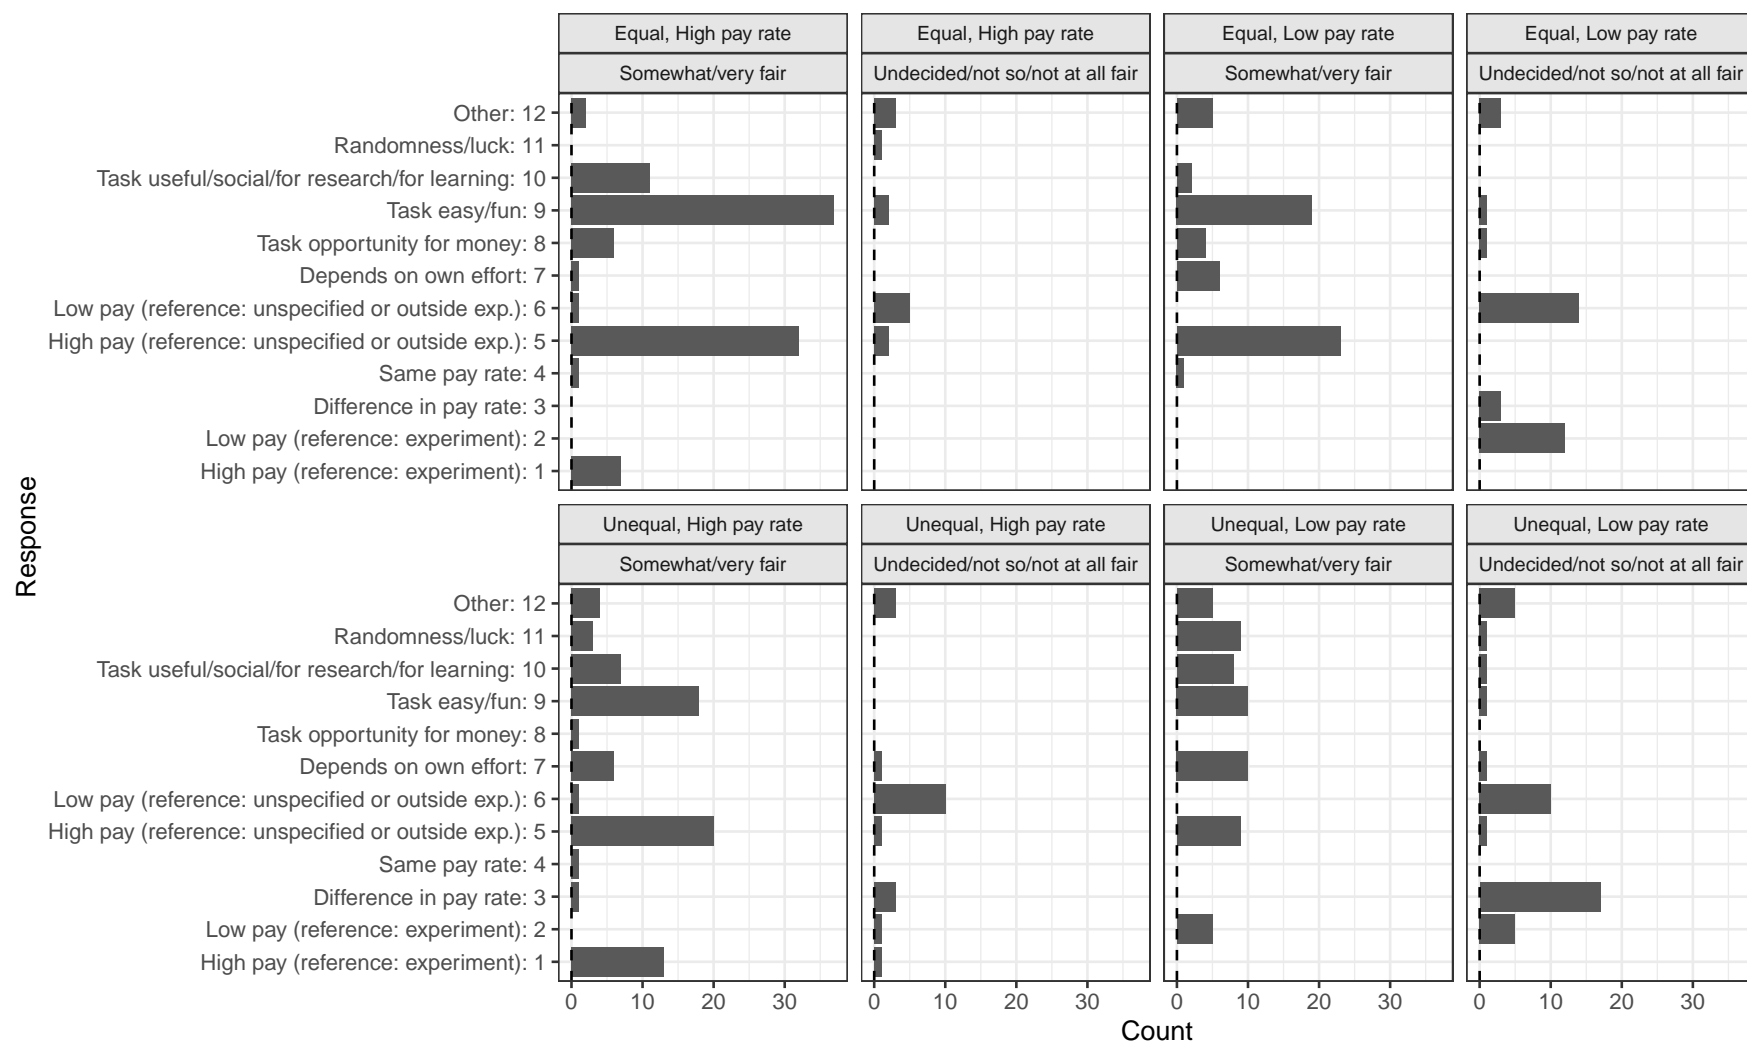 Equal, High pay rate
Equal, High pay rate
Equal, Low pay rate
Equal, Low pay rate
Somewhat/very fair
Undecided/not so/not at all fair
Somewhat/very fair
Undecided/not so/not at all fair
Other: 12
Randomness/luck: 11
Task useful/social/for research/for learning: 10
Task easy/fun: 9
Task opportunity for money: 8
Depends on own effort: 7
Low pay (reference: unspecified or outside exp.): 6
High pay (reference: unspecified or outside exp.): 5
Same pay rate: 4
Difference in pay rate: 3
Low pay (reference: experiment): 2
High pay (reference: experiment): 1
Response
Unequal, High pay rate
Unequal, High pay rate
Unequal, Low pay rate
Unequal, Low pay rate
Somewhat/very fair
Undecided/not so/not at all fair
Somewhat/very fair
Undecided/not so/not at all fair
Other: 12
Randomness/luck: 11
Task useful/social/for research/for learning: 10
Task easy/fun: 9
Task opportunity for money: 8
Depends on own effort: 7
Low pay (reference: unspecified or outside exp.): 6
High pay (reference: unspecified or outside exp.): 5
Same pay rate: 4
Difference in pay rate: 3
Low pay (reference: experiment): 2
High pay (reference: experiment): 1
0 10 20 30
0 10 20 30
0 10 20 30
0 10 20 30
Count